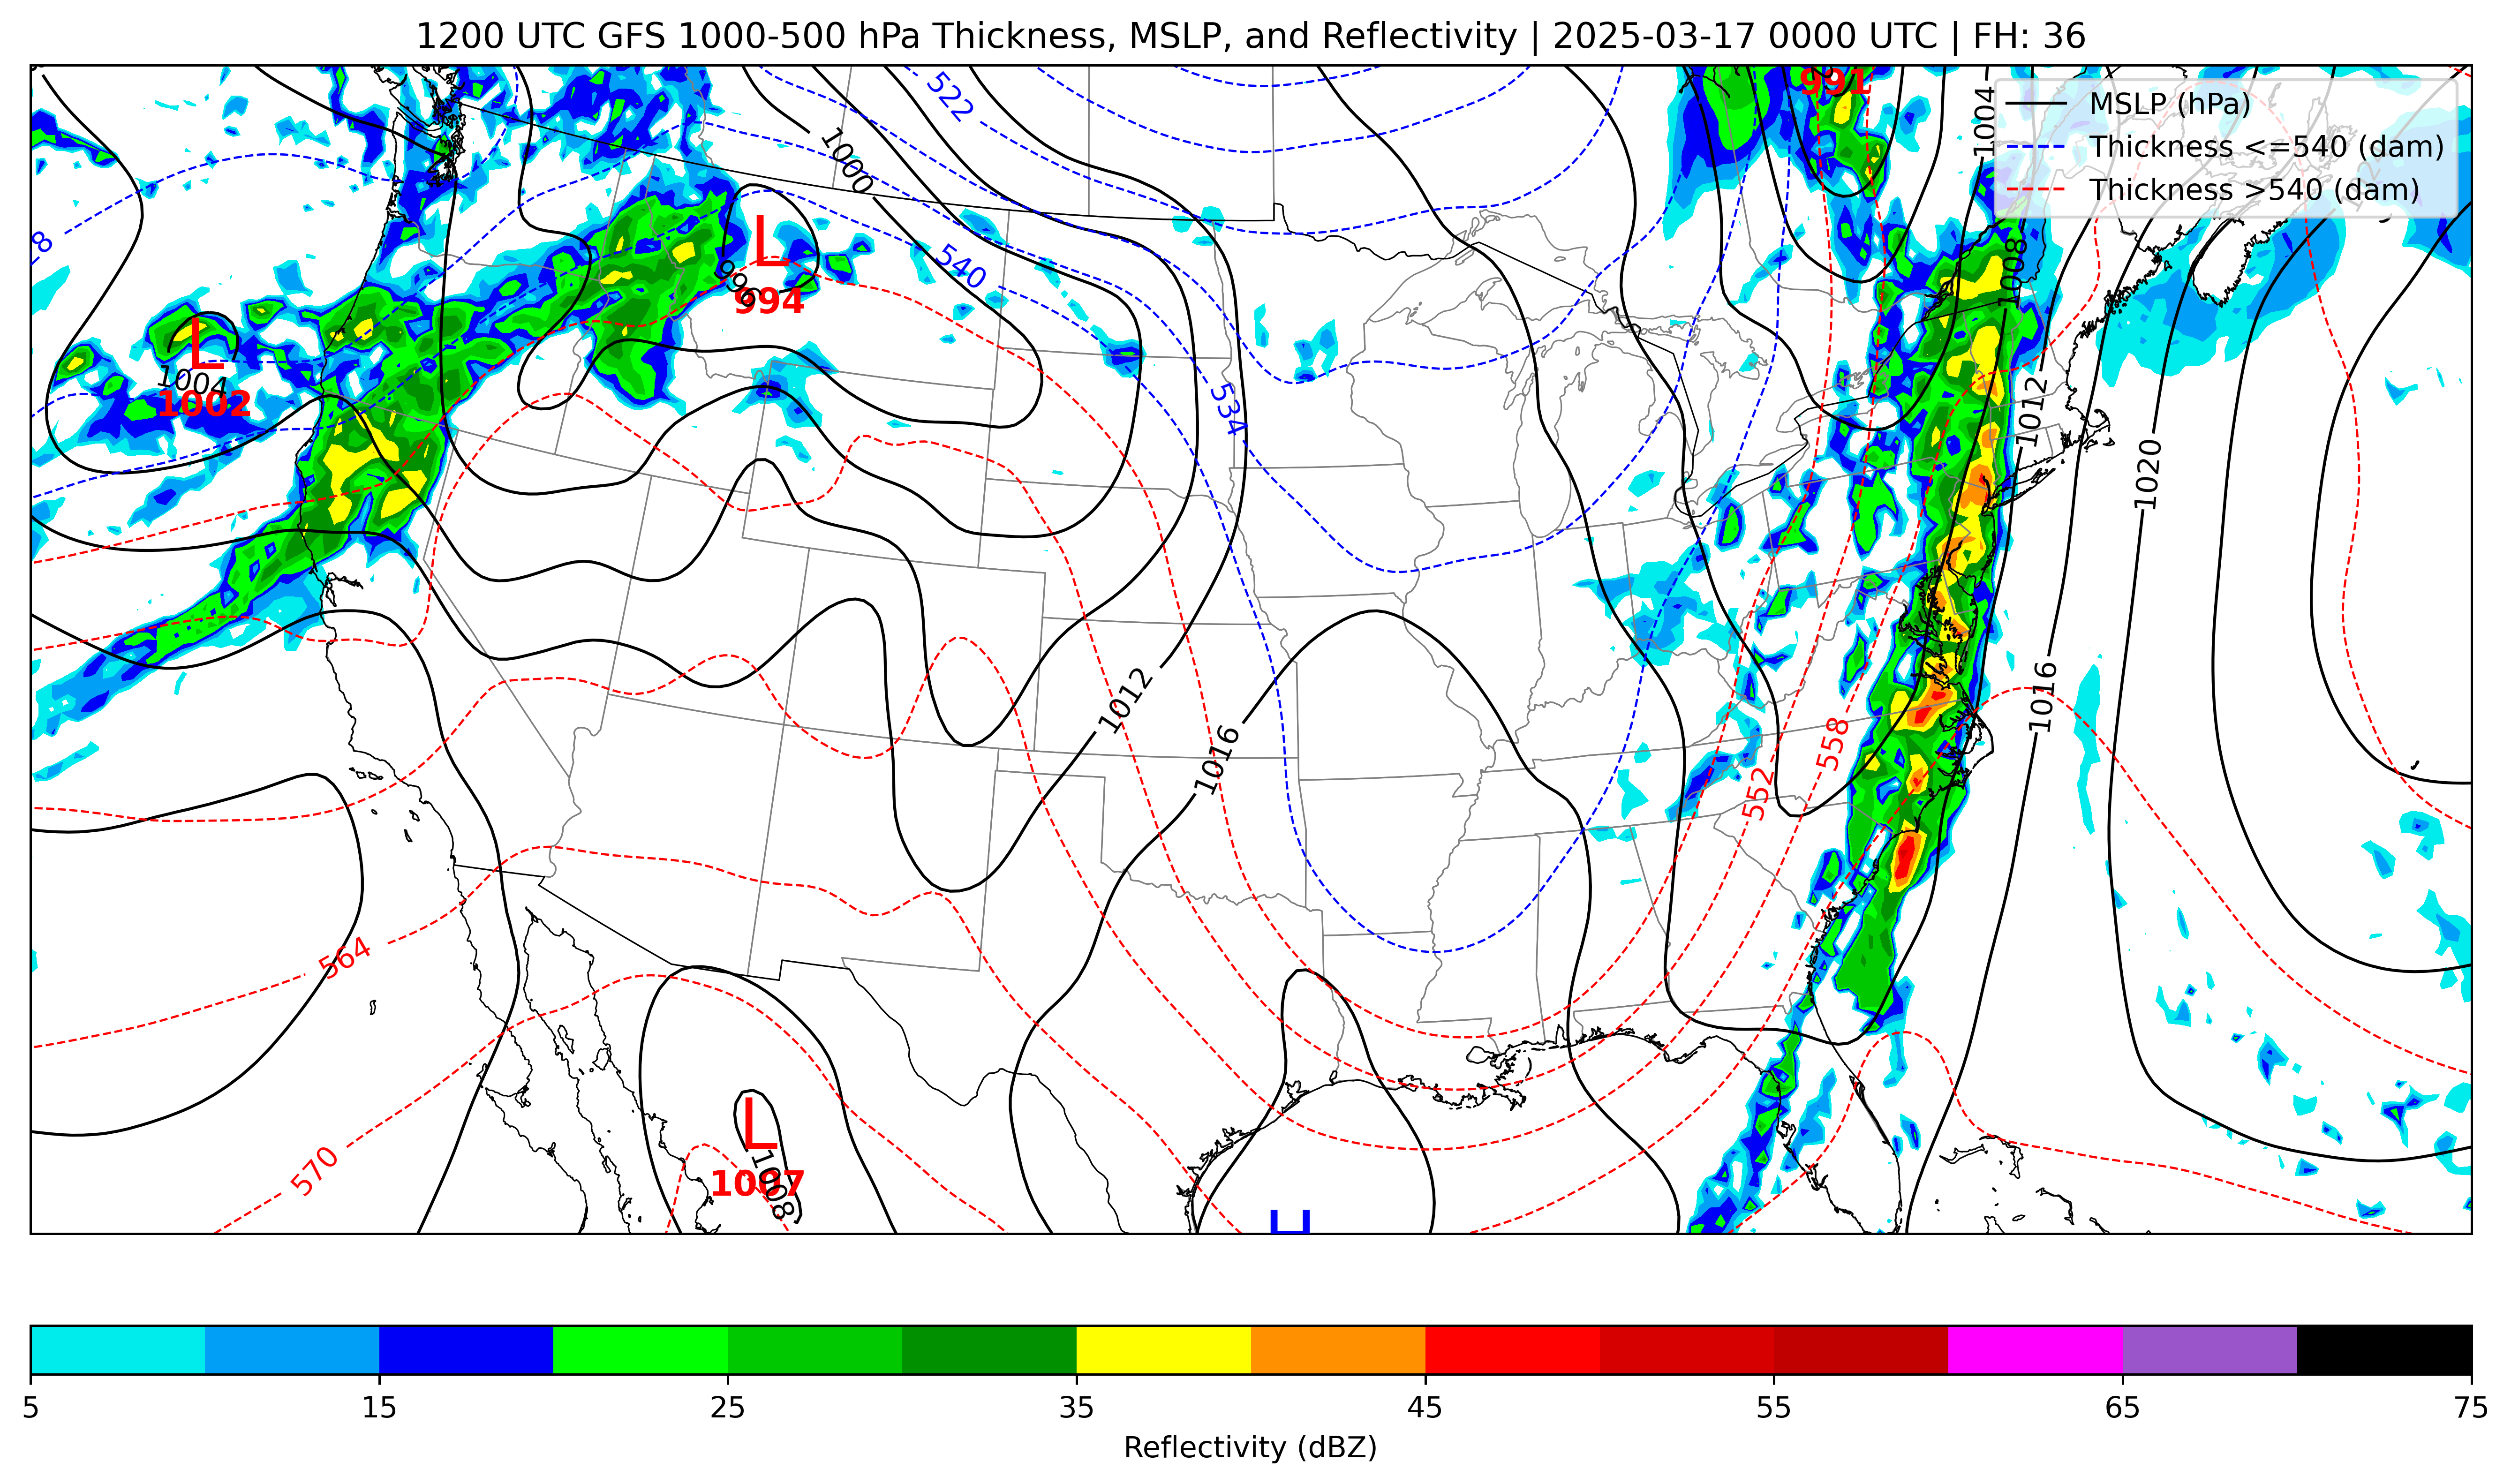 1200 UTC GFS 1000-500 hPa Thickness, MSLP, and Reflectivity | 2025-03-17 0000 UTC | FH: 36
MSLP (hPa)
Thickness <=540 (dam)
Thickness >540 (dam)
991
1004
522
1000
8
540
L
994
996
1008
L
1004
1002
534
1012
1020
1012
1016
1016
558
552
564
570
L
1007
1008
H
5 15 25 35 45 55 65 75
Reflectivity (dBZ)